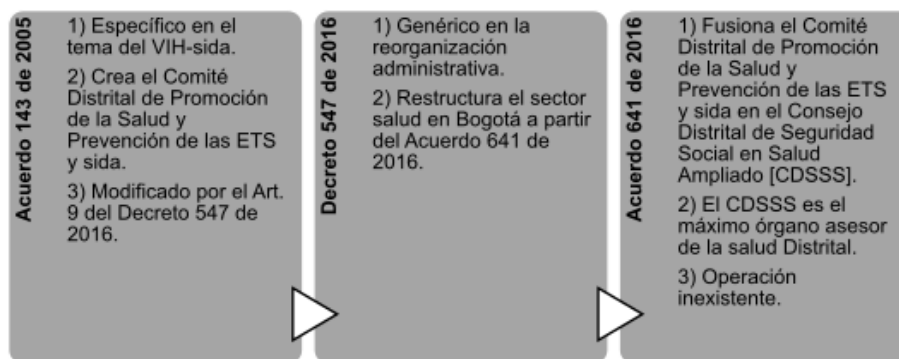 Acuerdo 143 de 2005
1) Específico en el
tema del VIH-sida.
2) Crea el Comité
Distrital de Promoción
de la Salud y
Prevención de las ETS
y sida.
3) Modificado por el Art.
9 del Decreto 547 de
2016.
Decreto 547 de 2016
1) Genérico en la
reorganización
administrativa.
2) Restructura el sector
salud en Bogotá a partir
del Acuerdo 641 de
2016.
Acuerdo 641 de 2016
1) Fusiona el Comité
Distrital de Promoción
de la Salud y
Prevención de las ETS
y sida en el Consejo
Distrital de Seguridad
Social en Salud
Ampliado [CDSSS].
2) El CDSSS es el
máximo órgano asesor
de la salud Distrital.
3) Operación
inexistente.